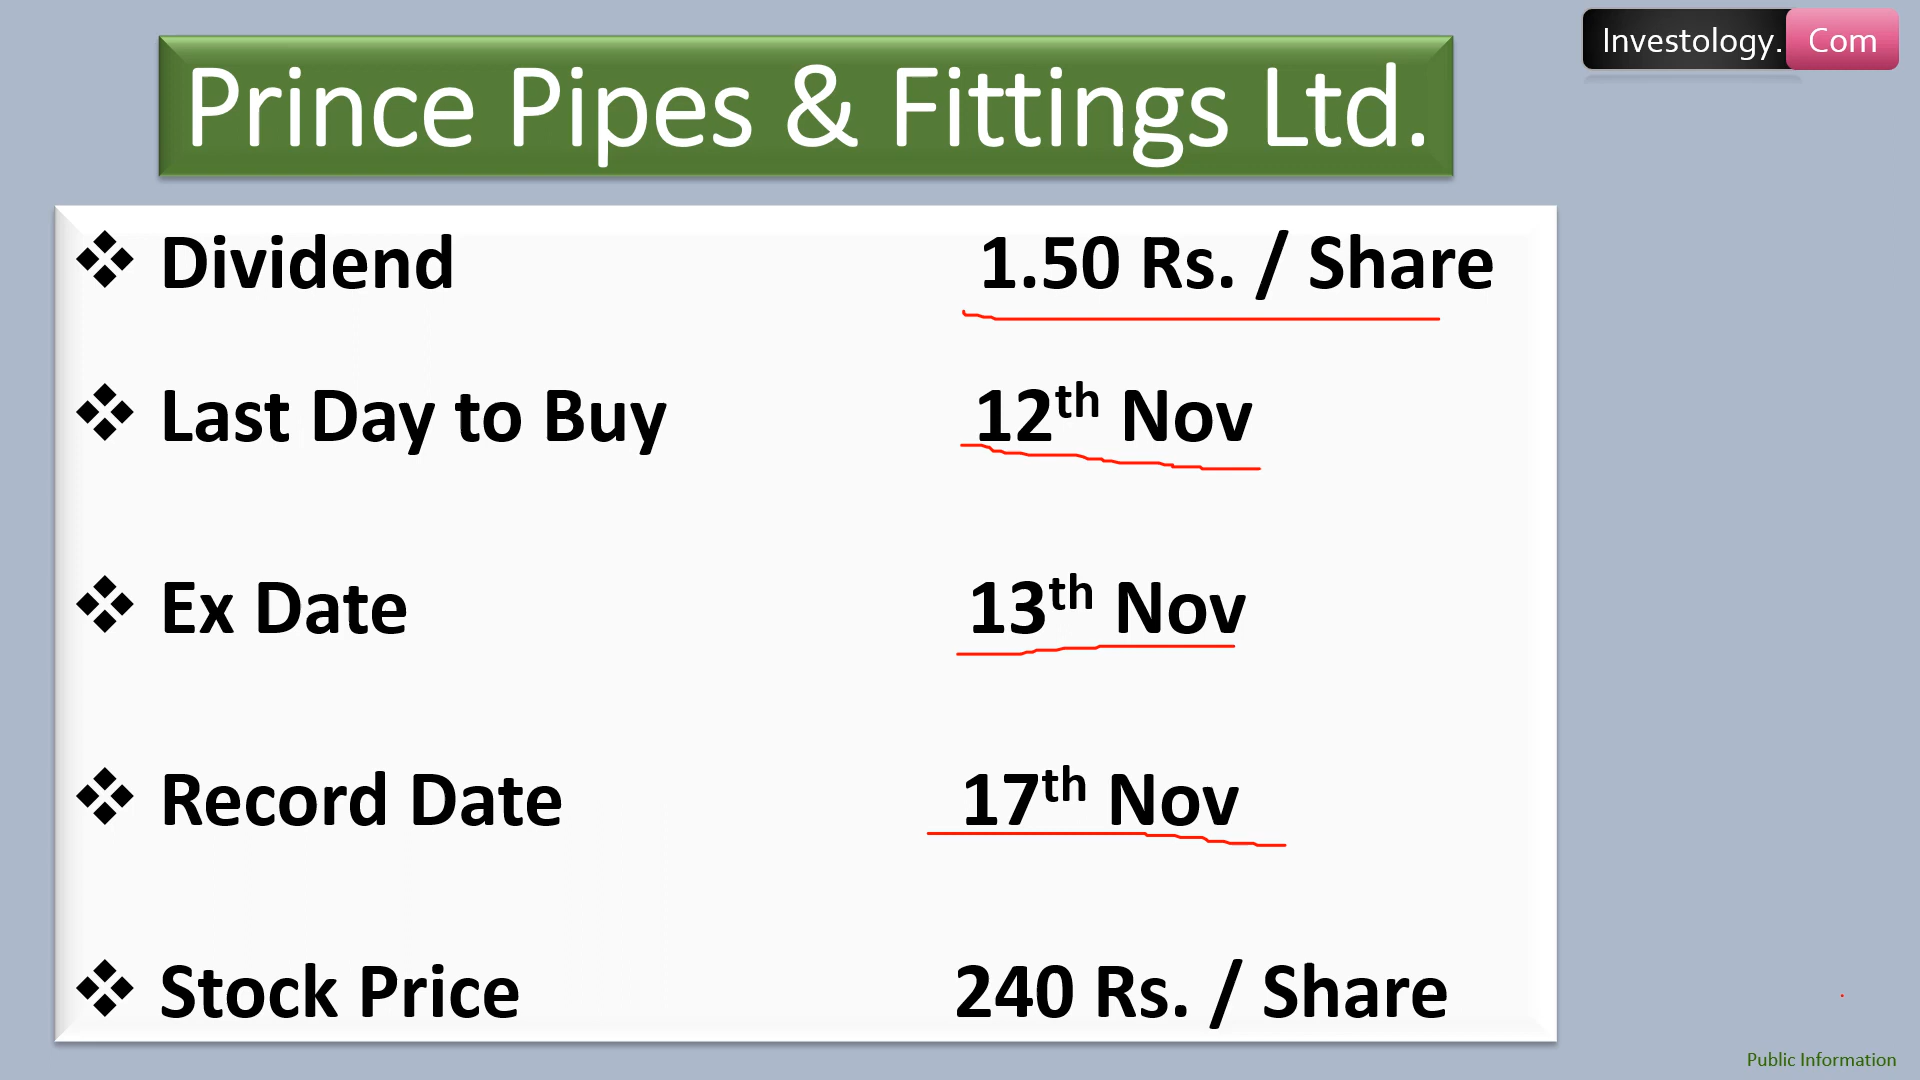 Investology. Com
Prince Pipes & Fittings Ltd.
❖ Dividend 1.50 Rs. / Share
❖ Last Day to Buy 12th Nov
❖ Ex Date 13th Nov
❖ Record Date 17th Nov
❖ Stock Price 240 Rs. / Share
Public Information